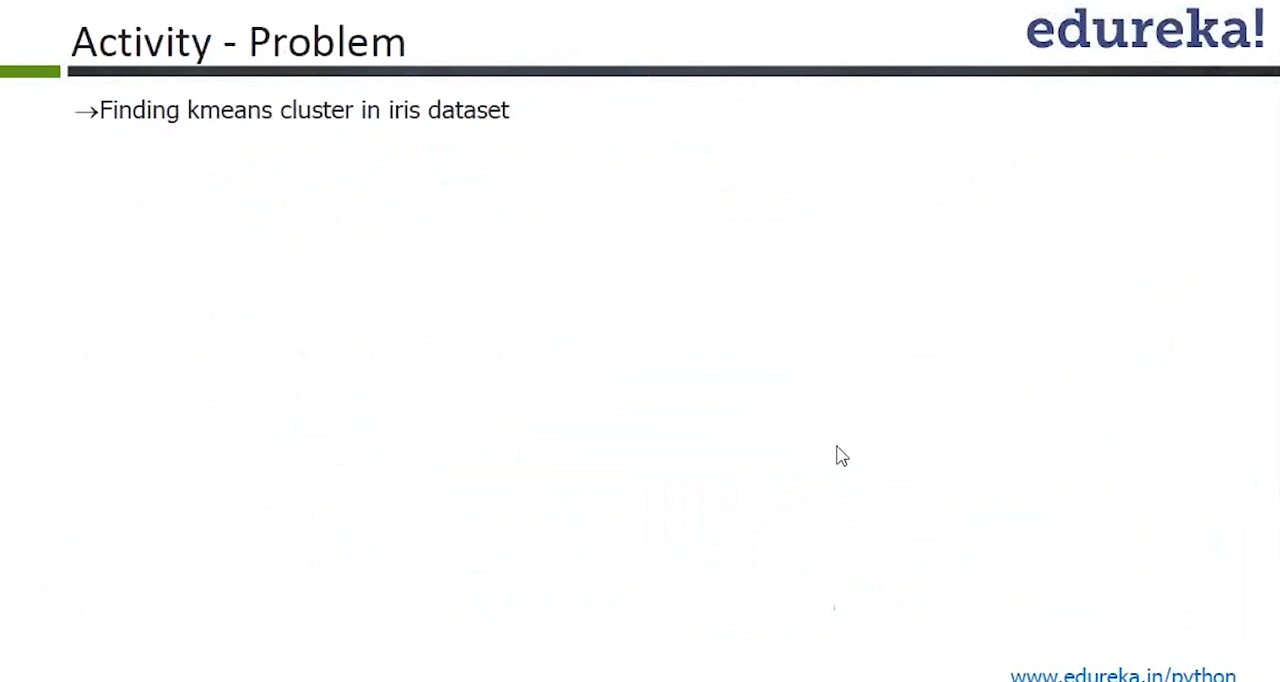 Activity - Problem
edureka!
→Finding kmeans cluster in iris dataset
www.edureka.in/python